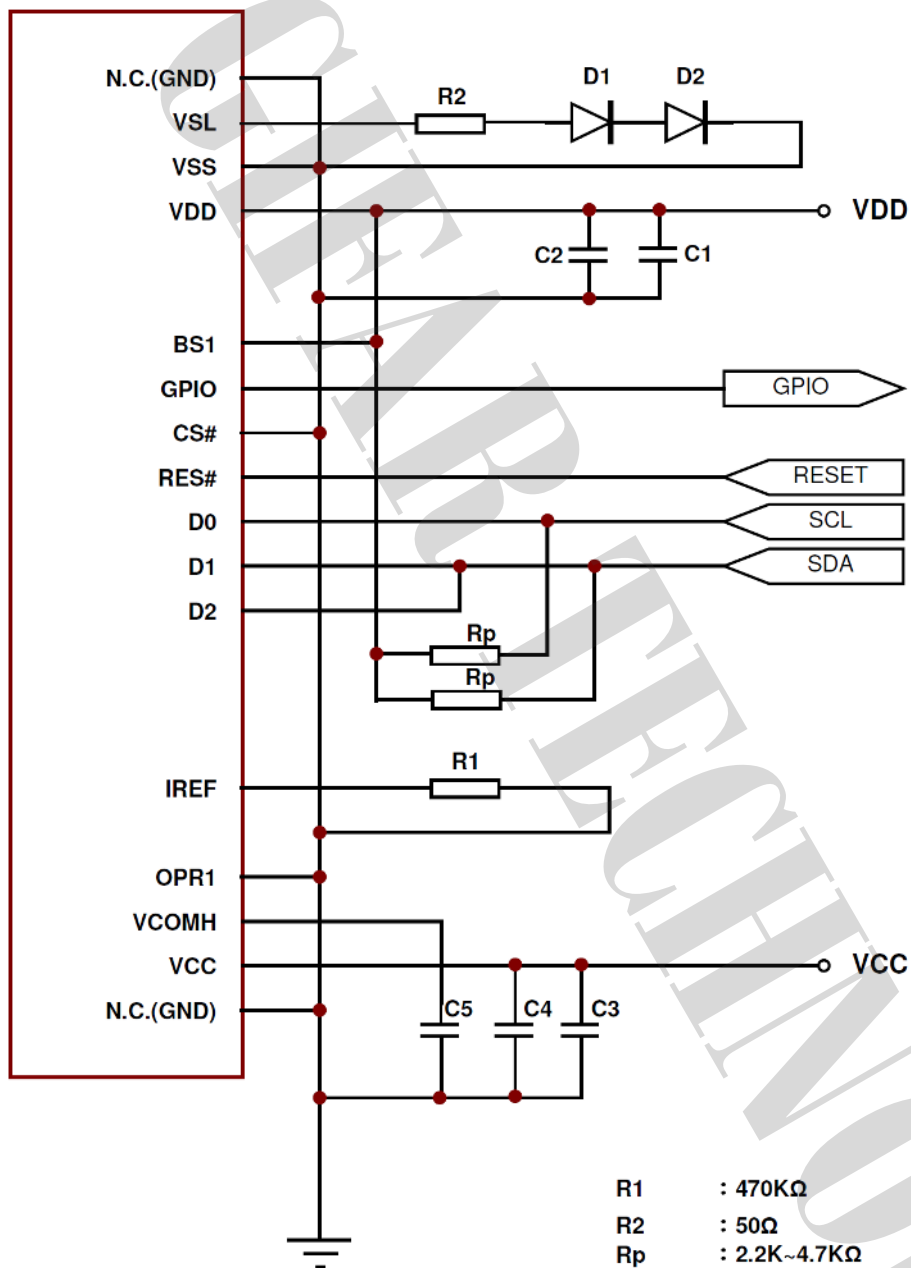 N.C.(GND)
VSL
R2
D1
D2
VSS
VDD
VDD
C2
C1
BS1
GPIO
GPIO
CS#
RES#
RESET
D0
SCL
D1
SDA
D2
Rp
Rp
IREF
R1
OPR1
VCOMH
VCC
VCC
N.C.(GND)
C5
C4
C3
R1 : 470KΩ
R2 : 50Ω
Rp : 2.2K~4.7KΩ